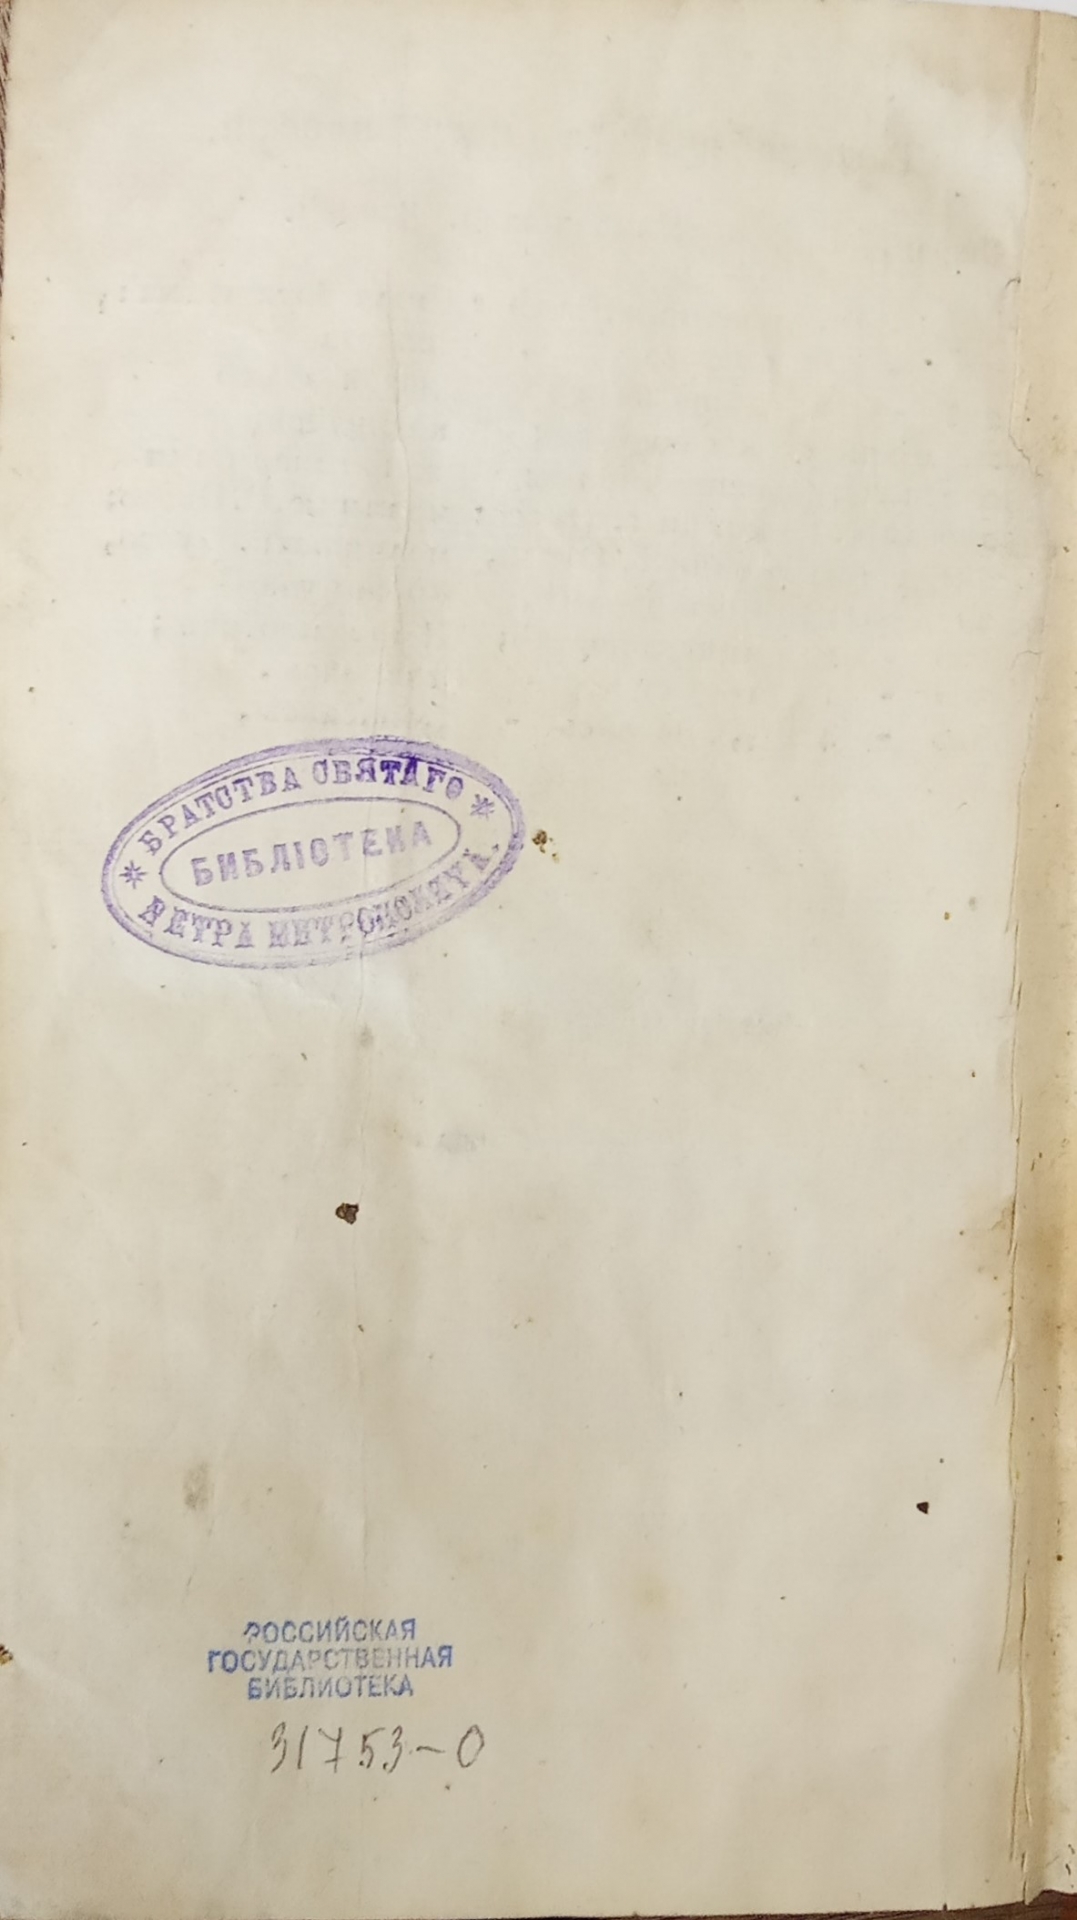 БРАТСТВА СВЯТАГО
БИБЛІОТЕКА
ПЕТРА МИТРОПОЛИТА.
РОССИЙСКАЯ
ГОСУДАРСТВЕННАЯ
БИБЛИОТЕКА
31753-0